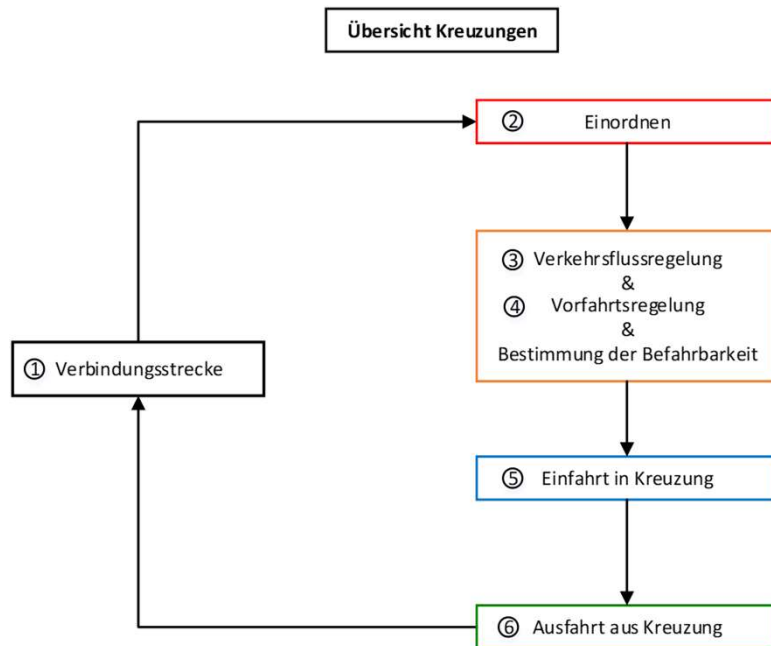 Übersicht Kreuzungen
② Einordnen
③ Verkehrsflussregelung
&
④ Vorfahrtsregelung
&
Bestimmung der Befahrbarkeit
① Verbindungsstrecke
⑤ Einfahrt in Kreuzung
⑥ Ausfahrt aus Kreuzung